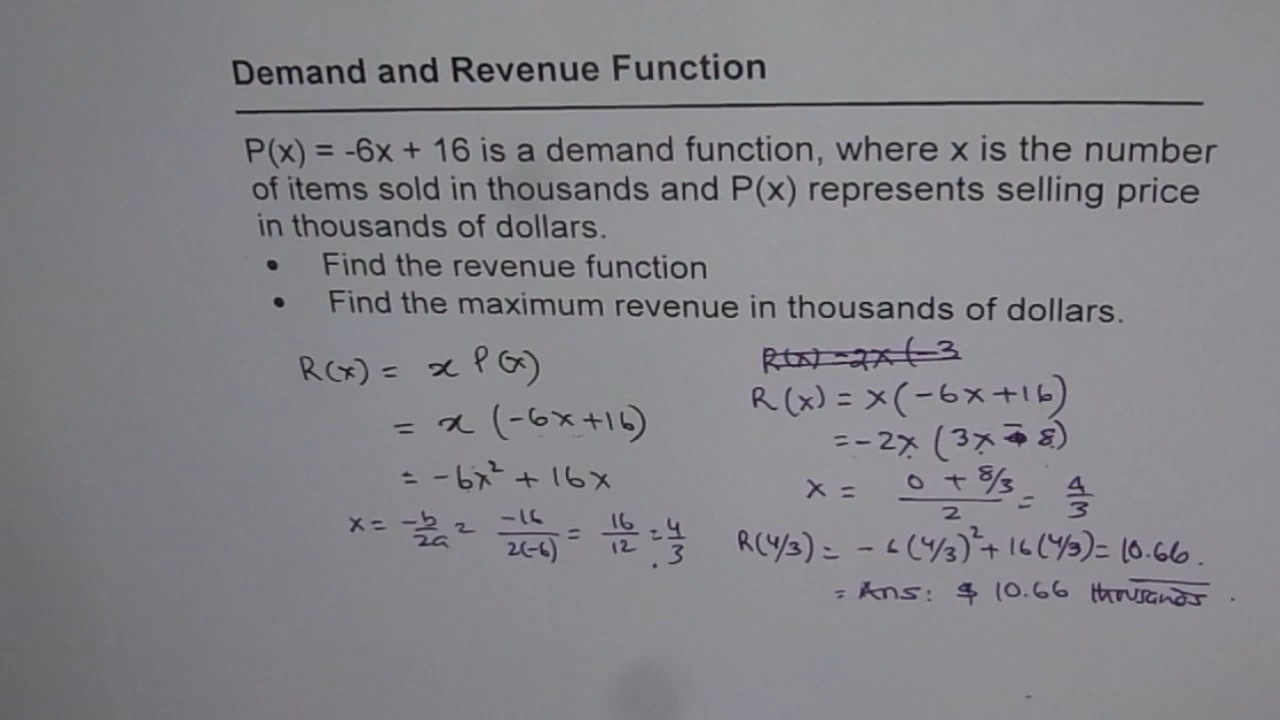 Demand and Revenue Function
P(x) = -6x + 16 is a demand function, where x is the number
of items sold in thousands and P(x) represents selling price
in thousands of dollars.
• Find the revenue function
• Find the maximum revenue in thousands of dollars.
R(x) = x P(x)
= x (-6x+16)
= -6x² + 16x
x = -b/2a = -16/2(-6) = 16/12 = 4/3
R(x) = x(-6x+16)
= -2x (3x - 8)
x = 0 + 8/3 / 2 = 4/3
R(4/3) = -6(4/3)² + 16(4/3) = 10.66.
= Ans: $ 10.66 thousands.